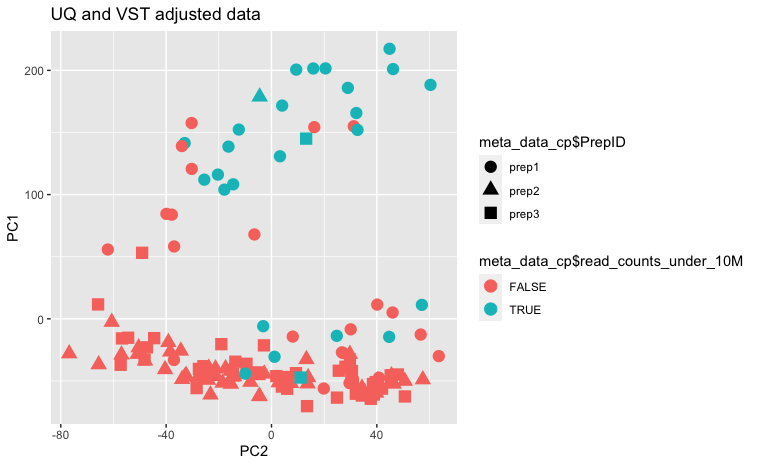 UQ and VST adjusted data
200
100
0
PC1
-80
-40
0
40
PC2
meta_data_cp$PrepID
prep1
prep2
prep3
meta_data_cp$read_counts_under_10M
FALSE
TRUE